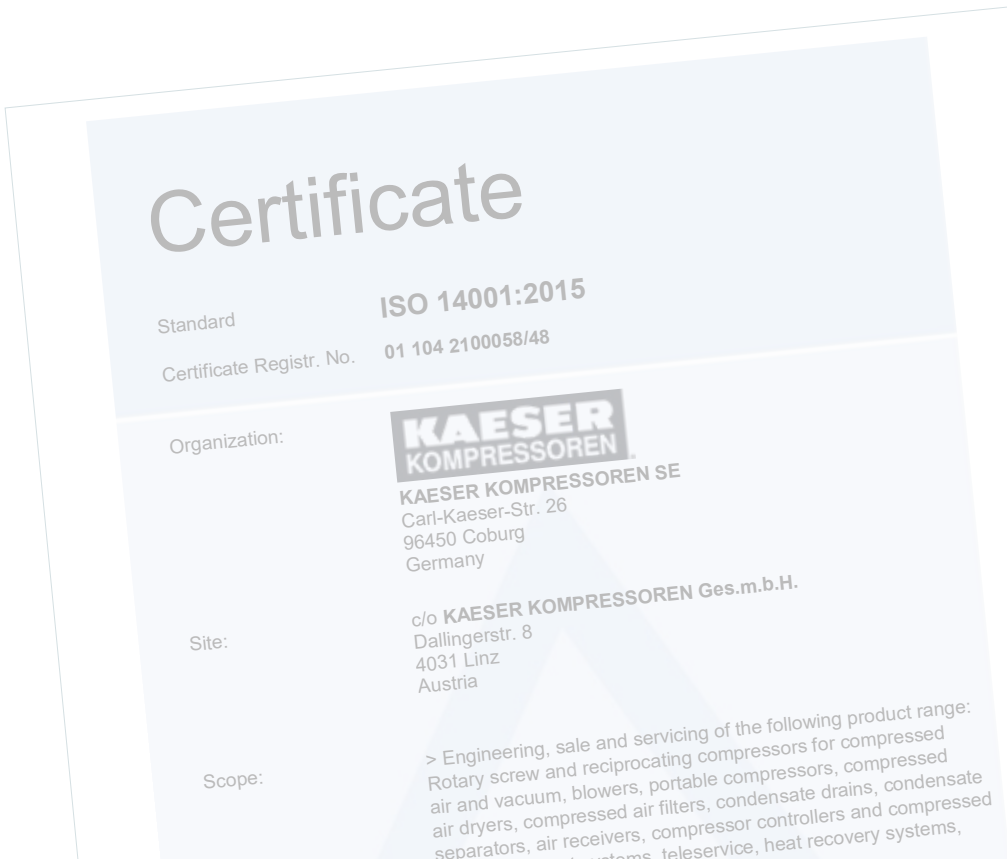 Certificate
Standard ISO 14001:2015
Certificate Registr. No. 01 104 2100058/48
Organization:
KAESER
KOMPRESSOREN
KAESER KOMPRESSOREN SE
Carl-Kaeser-Str. 26
96450 Coburg
Germany
Site: c/o KAESER KOMPRESSOREN Ges.m.b.H.
Dallingerstr. 8
4031 Linz
Austria
Scope: > Engineering, sale and servicing of the following product range:
Rotary screw and reciprocating compressors for compressed
air and vacuum, blowers, portable compressors, compressed
air dryers, compressed air filters, condensate drains, condensate
separators, air receivers, compressor controllers and compressed
teleservice, heat recovery systems,